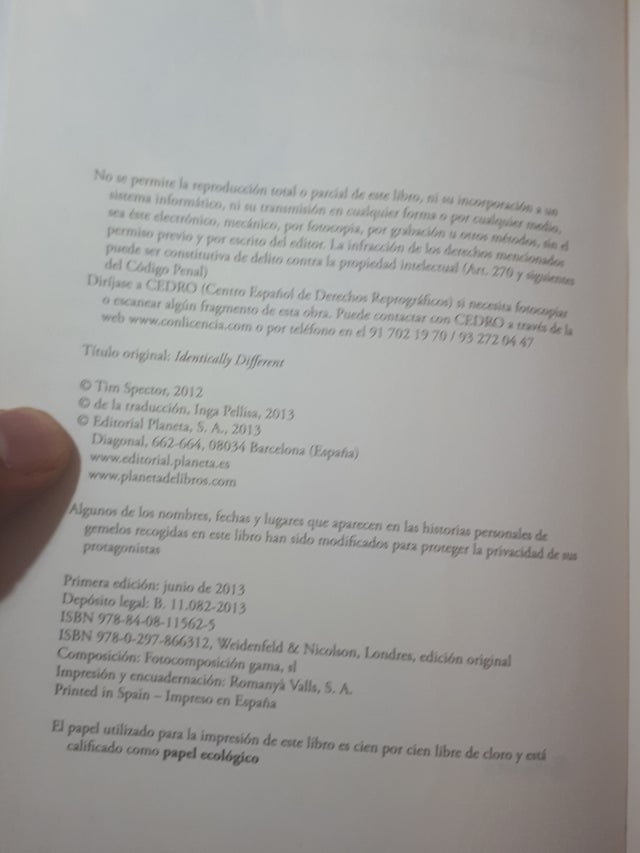 No se permite la reproducción total o parcial de este libro, ni su incorporación a un
sistema informático, ni su transmisión en cualquier forma o por cualquier medio,
sea éste electrónico, mecánico, por fotocopia, por grabación u otros métodos, sin el
permiso previo y por escrito del editor. La infracción de los derechos mencionados
puede ser constitutiva de delito contra la propiedad intelectual (Art. 270 y siguientes
del Código Penal)
Diríjase a CEDRO (Centro Español de Derechos Reprográficos) si necesita fotocopiar
o escanear algún fragmento de esta obra. Puede contactar con CEDRO a través de la
web www.conlicencia.com o por teléfono en el 91 702 19 70 / 93 272 04 47
Título original: Identically Different
© Tim Spector, 2012
© de la traducción, Inga Pellisa, 2013
© Editorial Planeta, S. A., 2013
Diagonal, 662-664, 08034 Barcelona (España)
www.editorial.planeta.es
www.planetadelibros.com
Algunos de los nombres, fechas y lugares que aparecen en las historias personales de
gemelos recogidas en este libro han sido modificados para proteger la privacidad de sus
protagonistas
Primera edición: junio de 2013
Depósito legal: B. 11.082-2013
ISBN 978-84-08-11562-5
ISBN 978-0-297-866312, Weidenfeld & Nicolson, Londres, edición original
Composición: Fotocomposición gama, sl
Impresión y encuadernación: Romanyà Valls, S. A.
Printed in Spain – Impreso en España
El papel utilizado para la impresión de este libro es cien por cien libre de cloro y está
calificado como papel ecológico